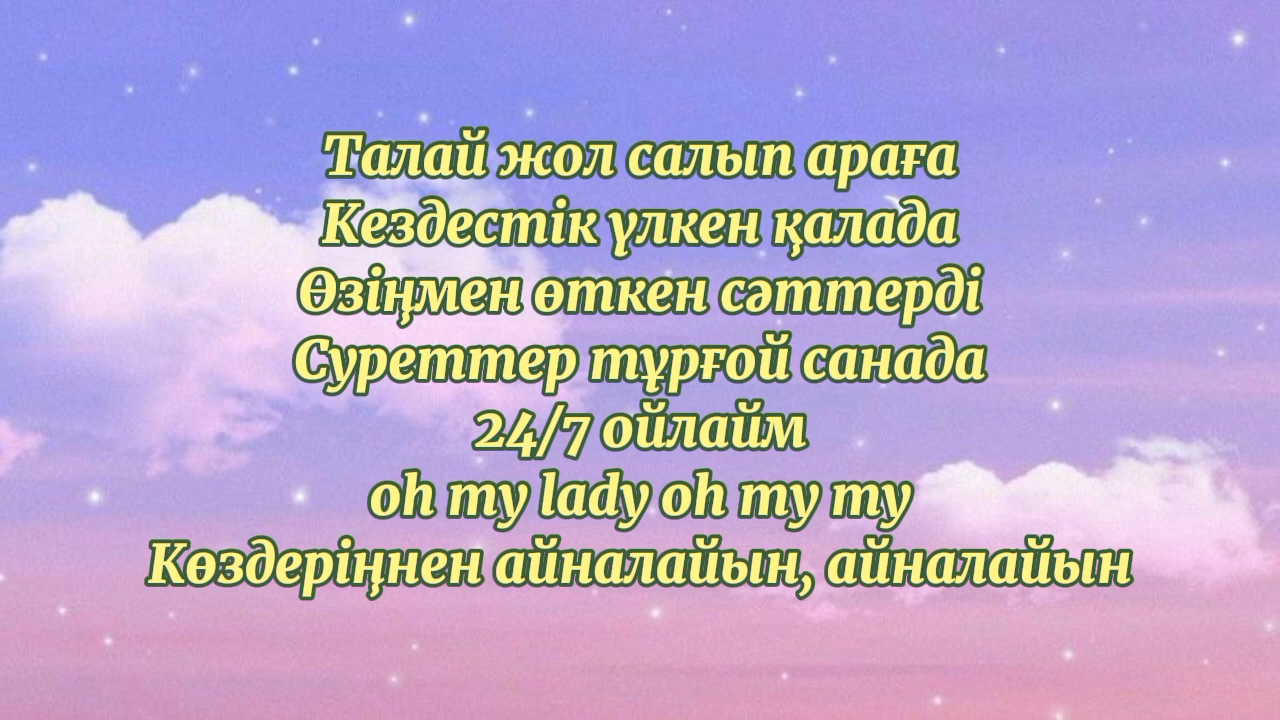 Талай жол салып араға
Кездестік үлкен қалада
Өзіңмен өткен сәттерді
Суреттер тұрғой санада
24/7 ойлайм
oh my lady oh my my
Көздеріңнен айналайын, айналайын